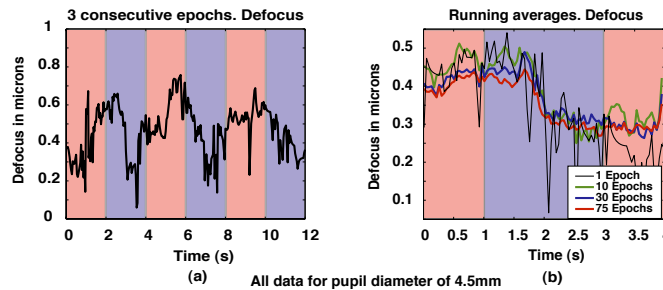 3 consecutive epochs. Defocus
Defocus in microns
1
0.8
0.6
0.4
0.2
0
0 2 4 6 8 10 12
Time (s)
(a)
Running averages. Defocus
Defocus in microns
0.5
0.4
0.3
0.2
0.1
1 Epoch
10 Epochs
30 Epochs
75 Epochs
0 0.5 1 1.5 2 2.5 3 3.5 4
Time (s)
(b)
All data for pupil diameter of 4.5mm